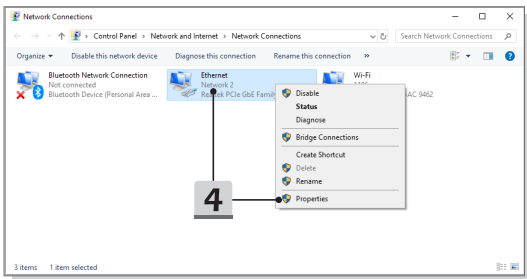 Network Connections
Control Panel > Network and Internet > Network Connections
Search Network Connections
Organize
Disable this network device
Diagnose this connection
Rename this connection
»
Bluetooth Network Connection
Not connected
Bluetooth Device (Personal Area ...
Ethernet
Network 2
Realtek PCIe GbE Family
Wi-Fi
AC 9462
Disable
Status
Diagnose
Bridge Connections
Create Shortcut
Delete
Rename
Properties
4
3 items
1 item selected